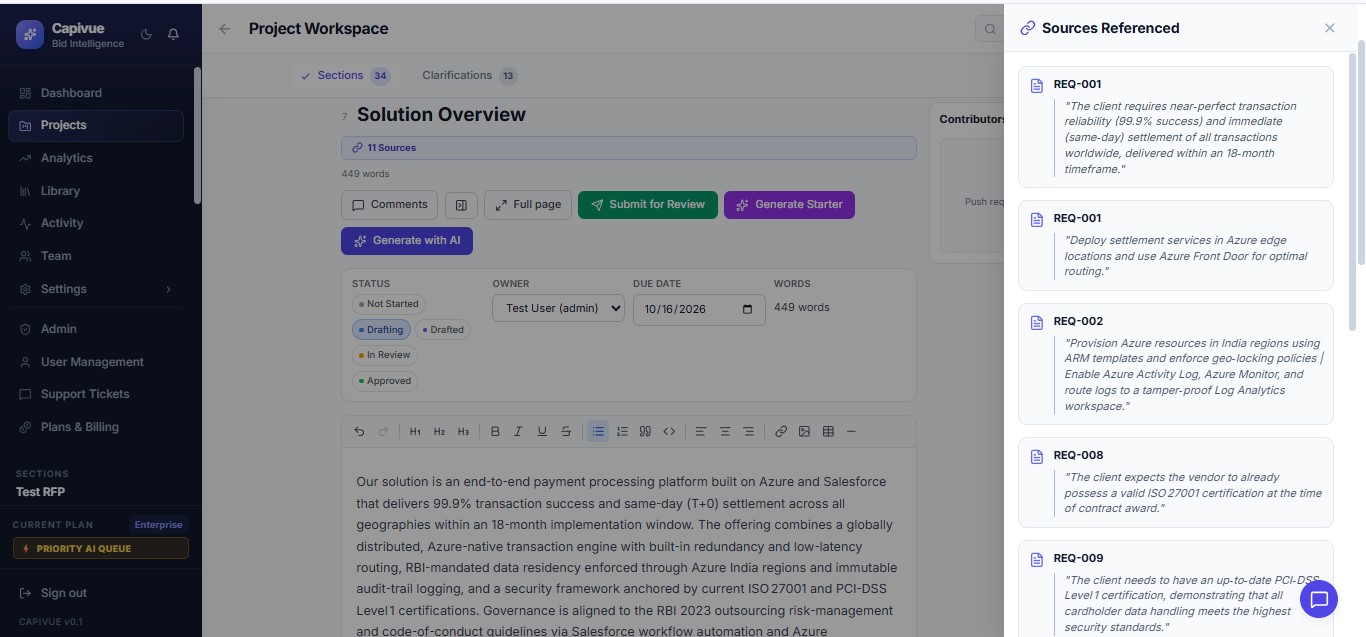 Capivue
Bid Intelligence
Dashboard
Projects
Analytics
Library
Activity
Team
Settings
Admin
User Management
Support Tickets
Plans & Billing
SECTIONS
Test RFP
CURRENT PLAN Enterprise
PRIORITY AI QUEUE
Sign out
CAPIVUE v0.1
Project Workspace
Sections 34 Clarifications 13
7 Solution Overview
11 Sources
449 words
Comments Full page Submit for Review Generate Starter
Generate with AI
STATUS OWNER DUE DATE WORDS
Not Started
Drafting Drafted
In Review
Approved
Test User (admin) 10/16/2026 449 words
H1 H2 H3 B I U S
Our solution is an end-to-end payment processing platform built on Azure and Salesforce
that delivers 99.9% transaction success and same-day (T+0) settlement across all
geographies within an 18-month implementation window. The offering combines a globally
distributed, Azure-native transaction engine with built-in redundancy and low-latency
routing, RBI-mandated data residency enforced through Azure India regions and immutable
audit-trail logging, and a security framework anchored by current ISO 27001 and PCI-DSS
Level 1 certifications. Governance is aligned to the RBI 2023 outsourcing risk-management
and code-of-conduct guidelines via Salesforce workflow automation and Azure
Contributors
Push req
Sources Referenced
REQ-001
"The client requires near-perfect transaction
reliability (99.9% success) and immediate
(same-day) settlement of all transactions
worldwide, delivered within an 18-month
timeframe."
REQ-001
"Deploy settlement services in Azure edge
locations and use Azure Front Door for optimal
routing."
REQ-002
"Provision Azure resources in India regions using
ARM templates and enforce geo-locking policies |
Enable Azure Activity Log, Azure Monitor, and
route logs to a tamper-proof Log Analytics
workspace."
REQ-008
"The client expects the vendor to already
possess a valid ISO 27001 certification at the time
of contract award."
REQ-009
"The client needs to have an up-to-date PCI-DSS
Level 1 certification, demonstrating that all
cardholder data handling meets the highest
security standards."